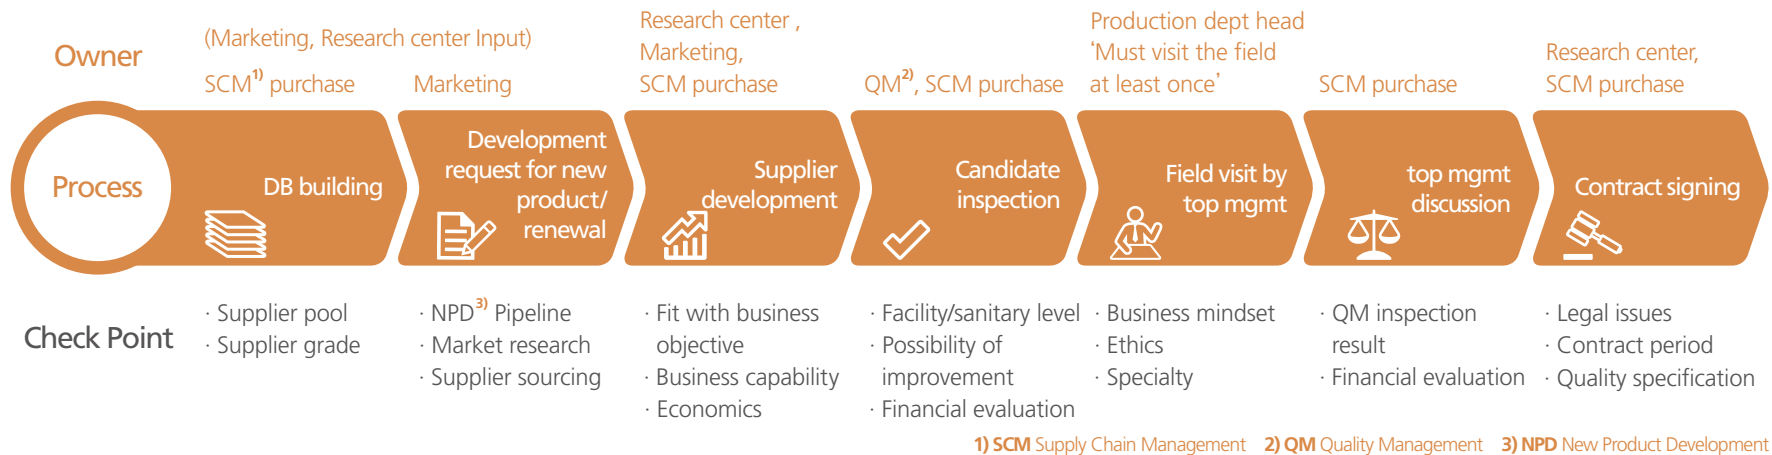 Owner
(Marketing, Research center Input)
SCM1) purchase
Marketing
Research center ,
Marketing,
SCM purchase
QM2), SCM purchase
Production dept head
‘Must visit the field
at least once’
SCM purchase
Research center,
SCM purchase
Process
DB building
Development
request for new
product/
renewal
Supplier
development
Candidate
inspection
Field visit by
top mgmt
top mgmt
discussion
Contract signing
Check Point
· Supplier pool
· Supplier grade
· NPD3) Pipeline
· Market research
· Supplier sourcing
· Fit with business
objective
· Business capability
· Economics
· Facility/sanitary level
· Possibility of
improvement
· Financial evaluation
· Business mindset
· Ethics
· Specialty
· QM inspection
result
· Financial evaluation
· Legal issues
· Contract period
· Quality specification
1) SCM Supply Chain Management 2) QM Quality Management 3) NPD New Product Development